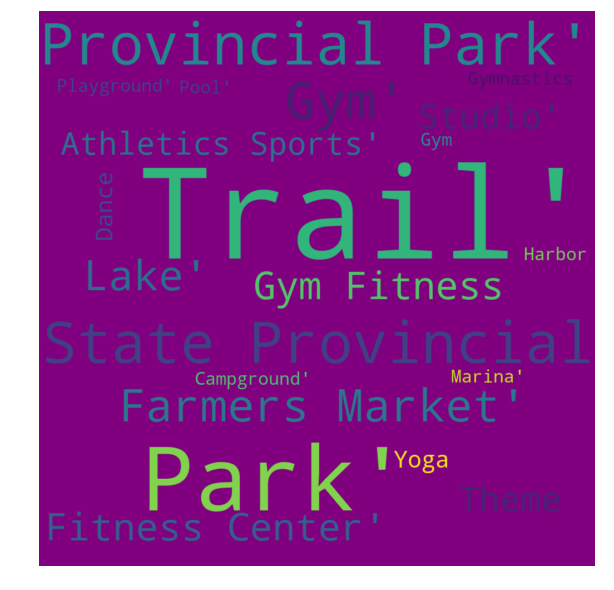 Provincial Park'
Playground' Pool' Gym' Gymnastics
Studio'
Athletics Sports' Gym
Dance Trail'
Harbor
Lake' Gym Fitness
State Provincial
Campground' Marina'
Farmers Market'
Park' Yoga
Theme
Fitness Center'